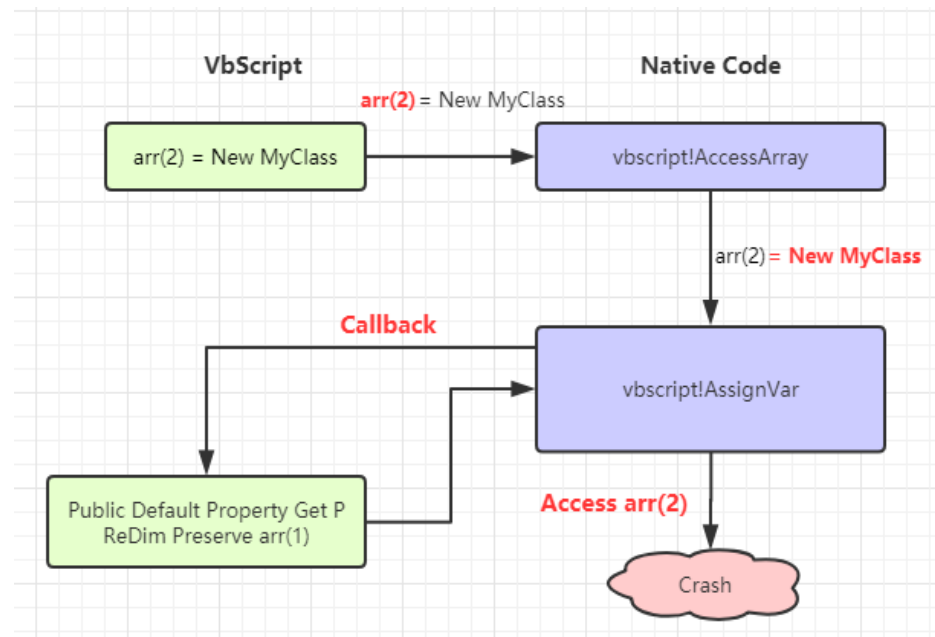 VbScript
Native Code
arr(2) = New MyClass
arr(2) = New MyClass
vbscript!AccessArray
arr(2) = New MyClass
Callback
vbscript!AssignVar
Public Default Property Get P
ReDim Preserve arr(1)
Access arr(2)
Crash